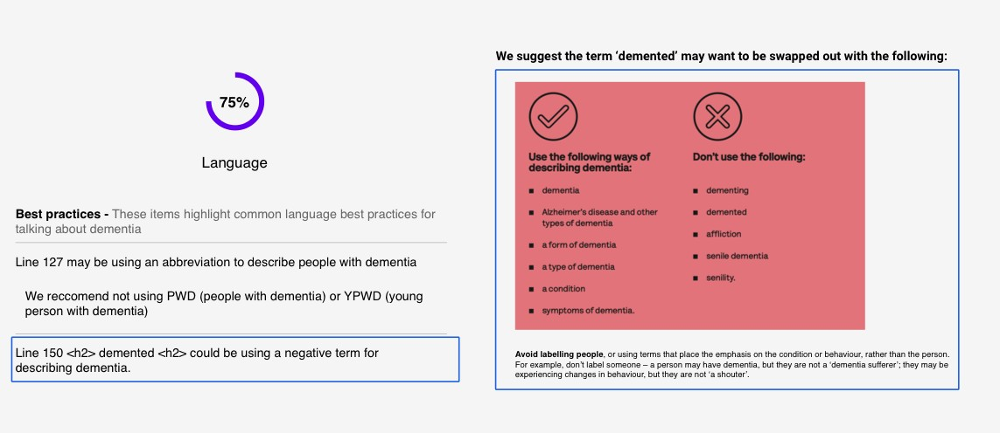 75%
Language
Best practices - These items highlight common language best practices for
talking about dementia
Line 127 may be using an abbreviation to describe people with dementia
We reccomend not using PWD (people with dementia) or YPWD (young
person with dementia)
Line 150 <h2> demented <h2> could be using a negative term for
describing dementia.
We suggest the term ‘demented’ may want to be swapped out with the following:
Use the following ways of
describing dementia:
dementia
Alzheimer’s disease and other
types of dementia
a form of dementia
a type of dementia
a condition
symptoms of dementia.
Don’t use the following:
dementing
demented
affliction
senile dementia
senility.
Avoid labelling people, or using terms that place the emphasis on the condition or behaviour, rather than the person.
For example, don’t label someone – a person may have dementia, but they are not a ‘dementia sufferer’; they may be
experiencing changes in behaviour, but they are not ‘a shouter’.